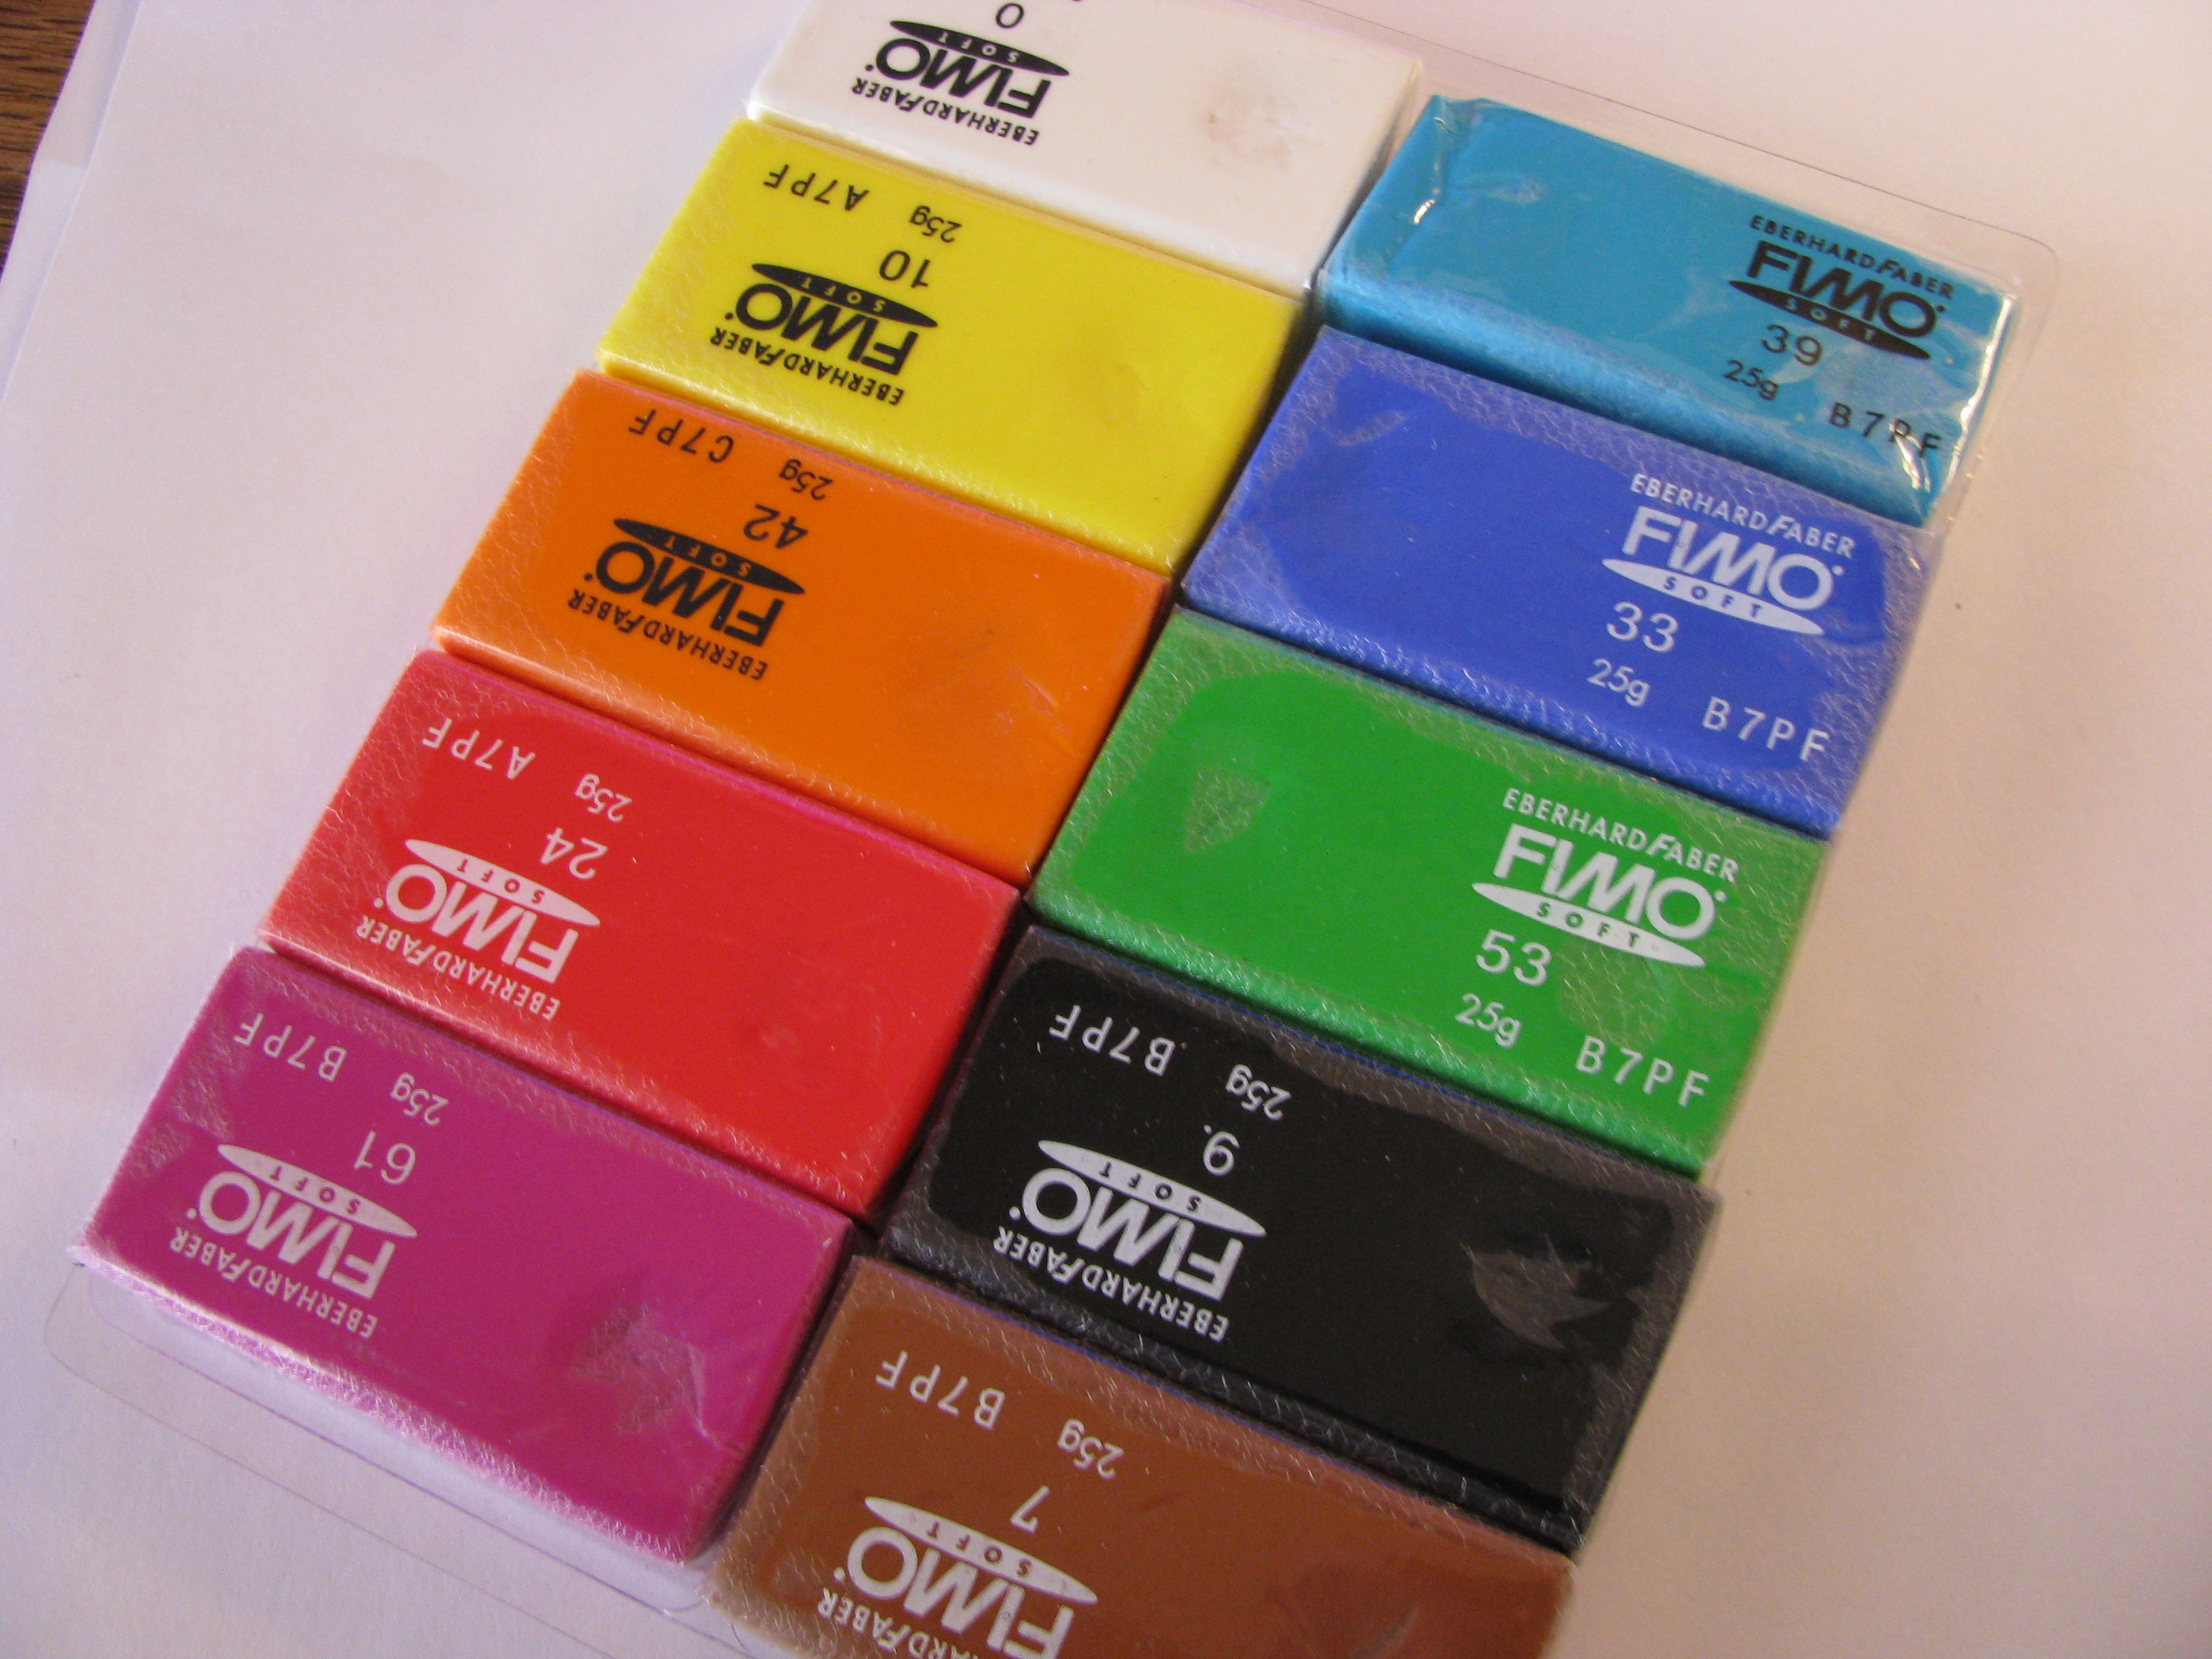 EBERHARD FABER
FIMO
SOFT
0
EBERHARD FABER
FIMO
SOFT
10
25g A7PF
EBERHARD FABER
FIMO
SOFT
42
25g C7PF
EBERHARD FABER
FIMO
SOFT
24
25g A7PF
EBERHARD FABER
FIMO
SOFT
61
25g B7PF
EBERHARD FABER
FIMO
SOFT
39
25g B7PF
EBERHARD FABER
FIMO
SOFT
33
25g B7PF
EBERHARD FABER
FIMO
SOFT
53
25g B7PF
EBERHARD FABER
FIMO
SOFT
9.
25g B7PF
EBERHARD FABER
FIMO
SOFT
7
25g B7PF